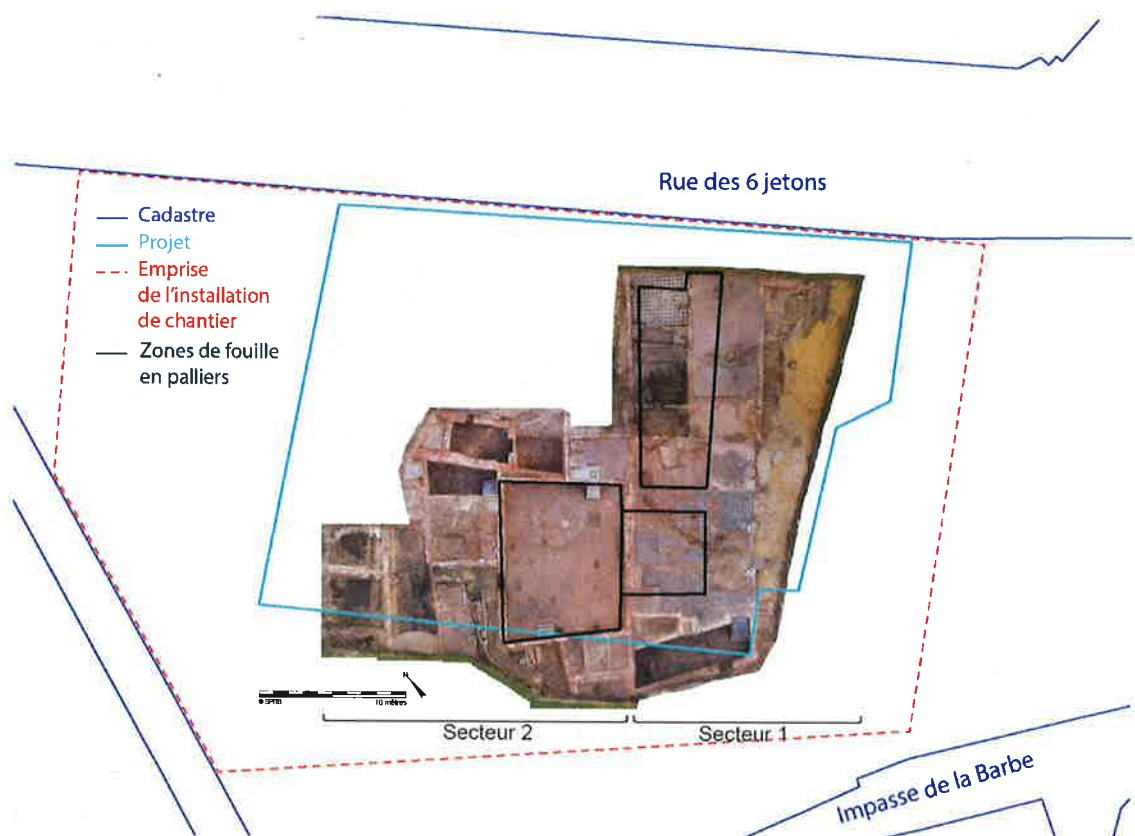 Rue des 6 jetons
Cadastre
Projet
Emprise
de l'installation
de chantier
Zones de fouille
en palliers
N
10 mètres
Secteur 2
Secteur 1
Impasse de la Barbe